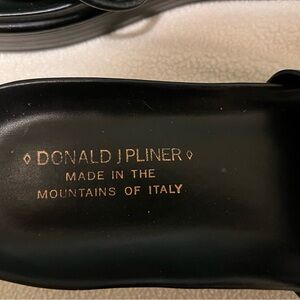 ◊ DONALD J PLINER ◊
MADE IN THE
MOUNTAINS OF ITALY